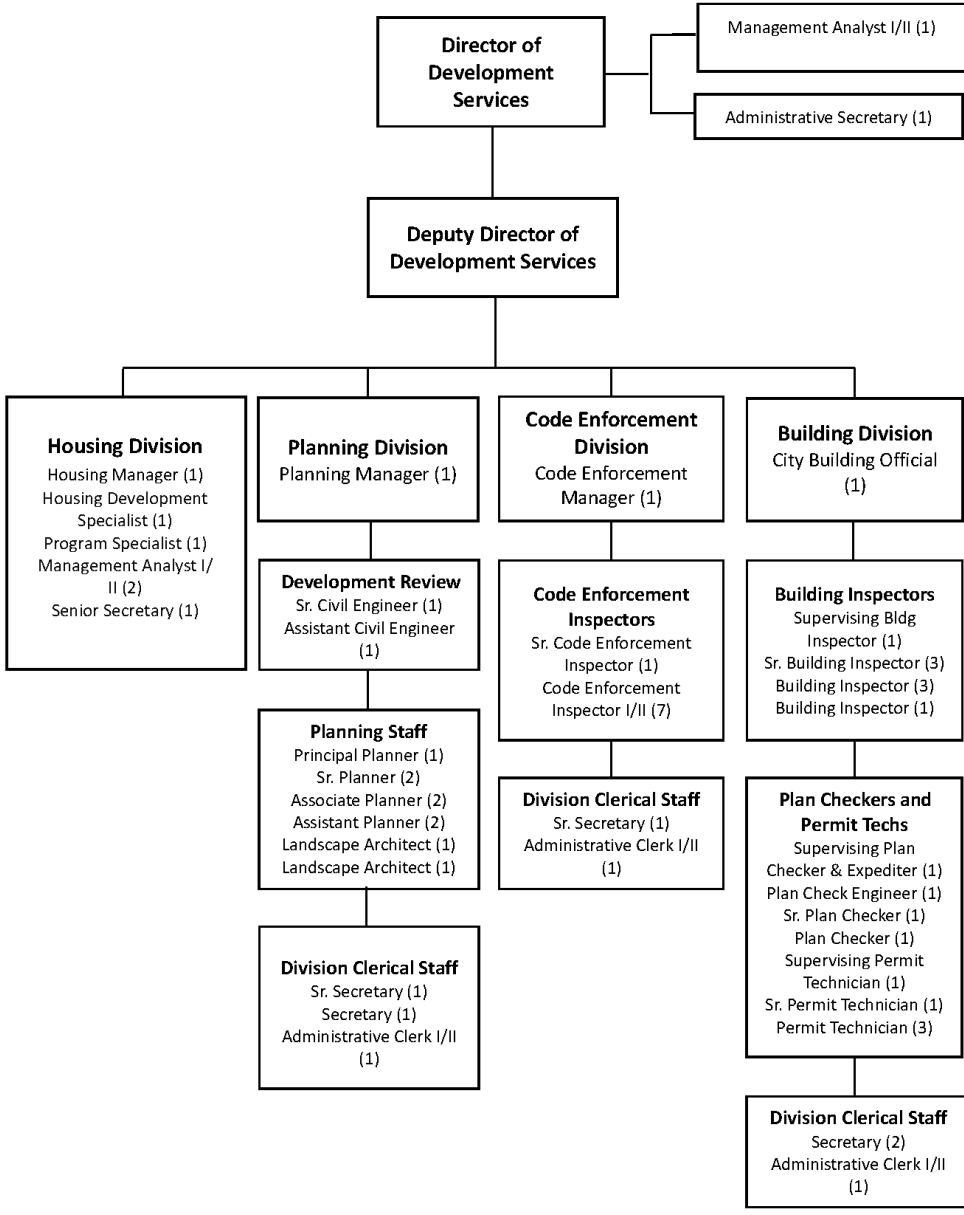 Director of
Development
Services
Management Analyst I/II (1)
Administrative Secretary (1)
Deputy Director of
Development Services
Housing Division
Housing Manager (1)
Housing Development
Specialist (1)
Program Specialist (1)
Management Analyst I/
II (2)
Senior Secretary (1)
Planning Division
Planning Manager (1)
Development Review
Sr. Civil Engineer (1)
Assistant Civil Engineer
(1)
Planning Staff
Principal Planner (1)
Sr. Planner (2)
Associate Planner (2)
Assistant Planner (2)
Landscape Architect (1)
Landscape Architect (1)
Division Clerical Staff
Sr. Secretary (1)
Secretary (1)
Administrative Clerk I/II
(1)
Code Enforcement
Division
Code Enforcement
Manager (1)
Code Enforcement
Inspectors
Sr. Code Enforcement
Inspector (1)
Code Enforcement
Inspector I/II (7)
Division Clerical Staff
Sr. Secretary (1)
Administrative Clerk I/II
(1)
Building Division
City Building Official
(1)
Building Inspectors
Supervising Bldg
Inspector (1)
Sr. Building Inspector (3)
Building Inspector (3)
Building Inspector (1)
Plan Checkers and
Permit Techs
Supervising Plan
Checker & Expediter (1)
Plan Check Engineer (1)
Sr. Plan Checker (1)
Plan Checker (1)
Supervising Permit
Technician (1)
Sr. Permit Technician (1)
Permit Technician (3)
Division Clerical Staff
Secretary (2)
Administrative Clerk I/II
(1)